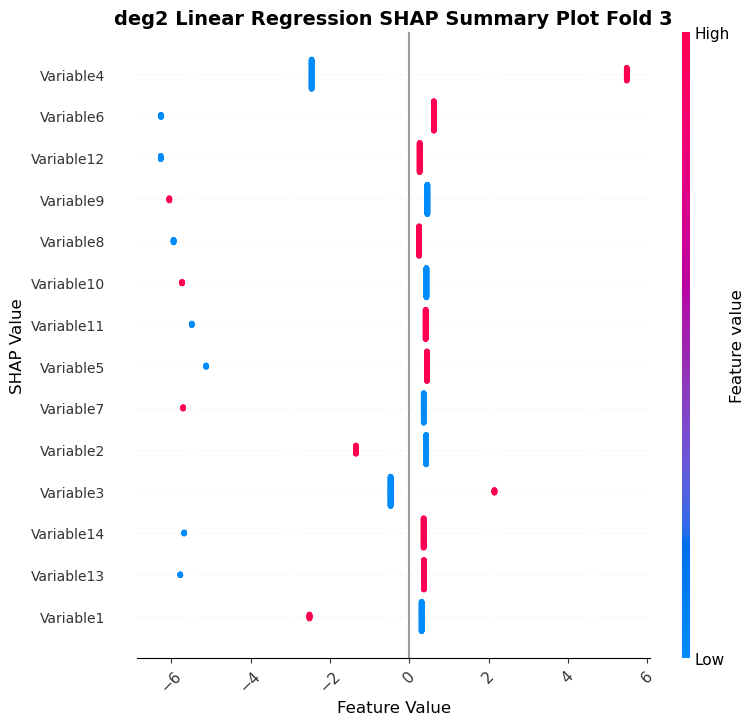 deg2 Linear Regression SHAP Summary Plot Fold 3
High
Variable4
Variable6
Variable12
Variable9
Variable8
Variable10
Variable11
Variable5
Variable7
Variable2
Variable3
Variable14
Variable13
Variable1
SHAP Value
Feature value
Low
−6 −4 −2 0 2 4 6
Feature Value